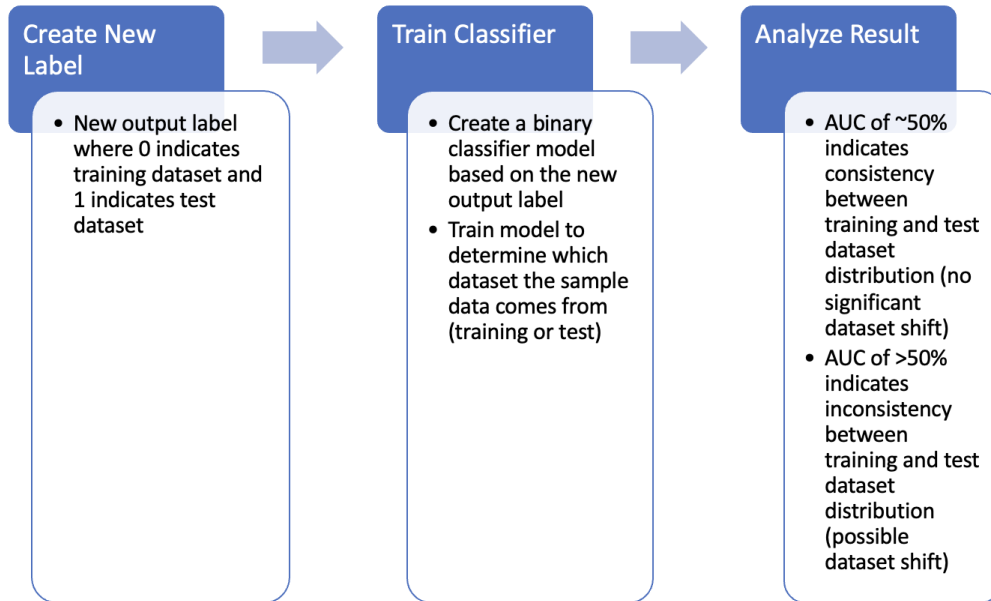 Create New
Label
• New output label
where 0 indicates
training dataset and
1 indicates test
dataset
Train Classifier
• Create a binary
classifier model
based on the new
output label
• Train model to
determine which
dataset the sample
data comes from
(training or test)
Analyze Result
• AUC of ~50%
indicates
consistency
between
training and test
dataset
distribution (no
significant
dataset shift)
• AUC of >50%
indicates
inconsistency
between
training and test
dataset
distribution
(possible
dataset shift)